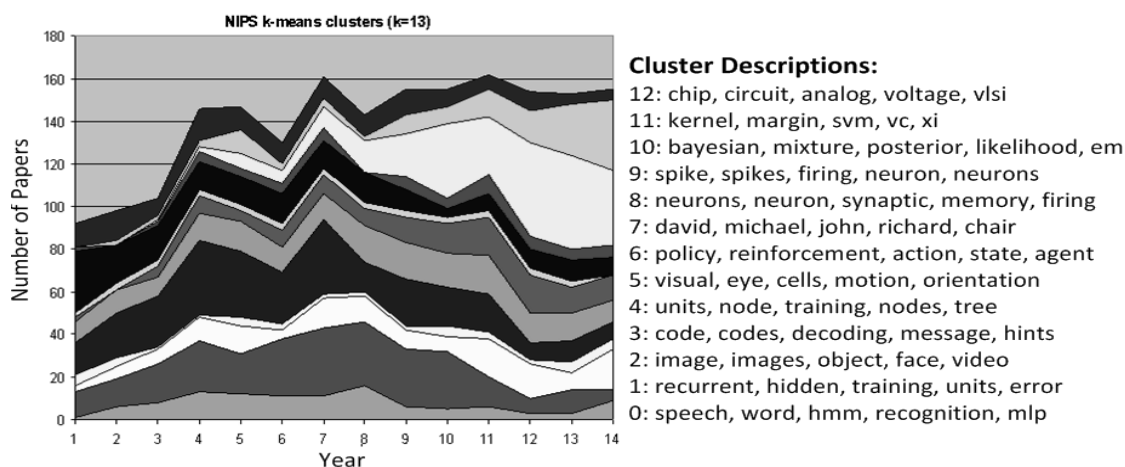 NIPS k-means clusters (k=13)
180
160
140
120
100
80
60
40
20
0
Number of Papers
1 2 3 4 5 6 7 8 9 10 11 12 13 14
Year
Cluster Descriptions:
12: chip, circuit, analog, voltage, vlsi
11: kernel, margin, svm, vc, xi
10: bayesian, mixture, posterior, likelihood, em
9: spike, spikes, firing, neuron, neurons
8: neurons, neuron, synaptic, memory, firing
7: david, michael, john, richard, chair
6: policy, reinforcement, action, state, agent
5: visual, eye, cells, motion, orientation
4: units, node, training, nodes, tree
3: code, codes, decoding, message, hints
2: image, images, object, face, video
1: recurrent, hidden, training, units, error
0: speech, word, hmm, recognition, mlp